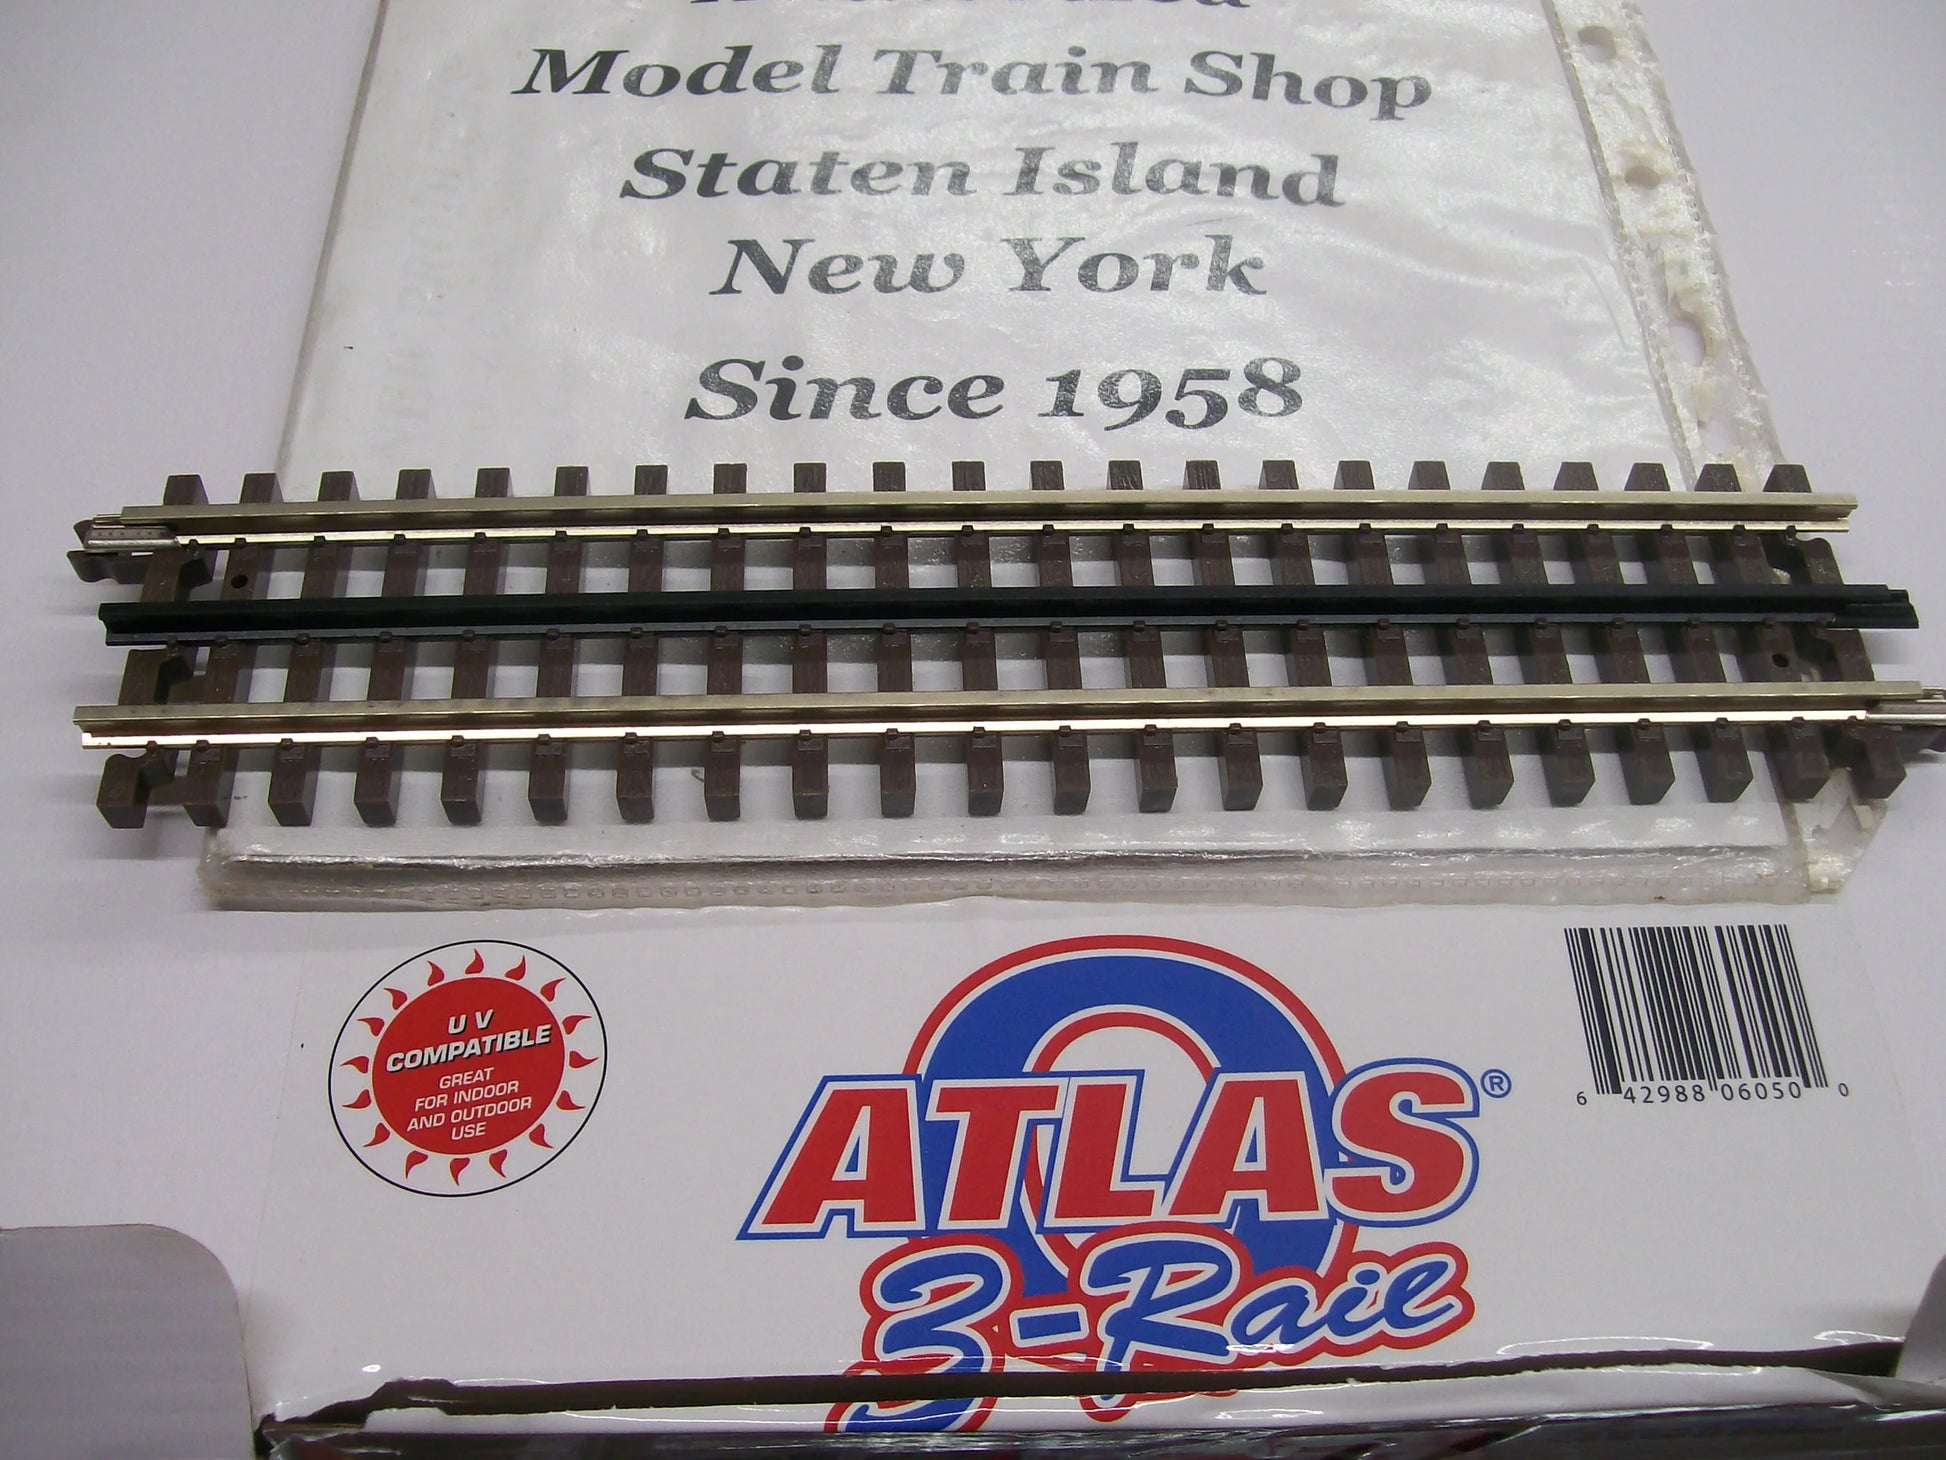 Model Train Shop
Staten Island
New York
Since 1958
UV
COMPATIBLE
GREAT
FOR INDOOR
AND OUTDOOR
USE
O
ATLAS®
3-Rail
6 42988 06050 0